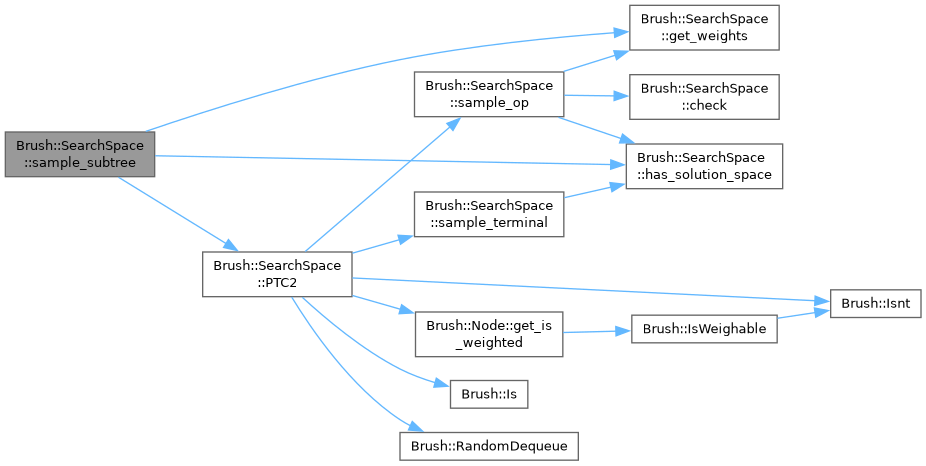 Brush::SearchSpace
::sample_subtree
Brush::SearchSpace
::get_weights
Brush::SearchSpace
::sample_op
Brush::SearchSpace
::check
Brush::SearchSpace
::has_solution_space
Brush::SearchSpace
::sample_terminal
Brush::SearchSpace
::PTC2
Brush::Node::get_is
_weighted
Brush::IsWeighable
Brush::Isnt
Brush::Is
Brush::RandomDequeue